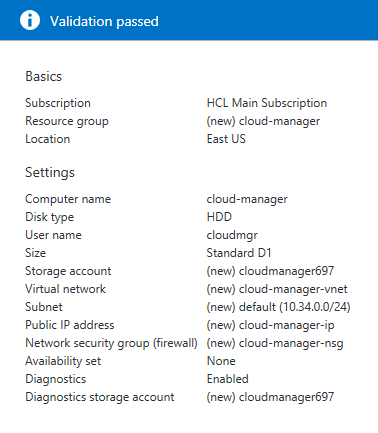 Validation passed
Basics
Subscription HCL Main Subscription
Resource group (new) cloud-manager
Location East US
Settings
Computer name cloud-manager
Disk type HDD
User name cloudmgr
Size Standard D1
Storage account (new) cloudmanager697
Virtual network (new) cloud-manager-vnet
Subnet (new) default (10.34.0.0/24)
Public IP address (new) cloud-manager-ip
Network security group (firewall) (new) cloud-manager-nsg
Availability set None
Diagnostics Enabled
Diagnostics storage account (new) cloudmanager697